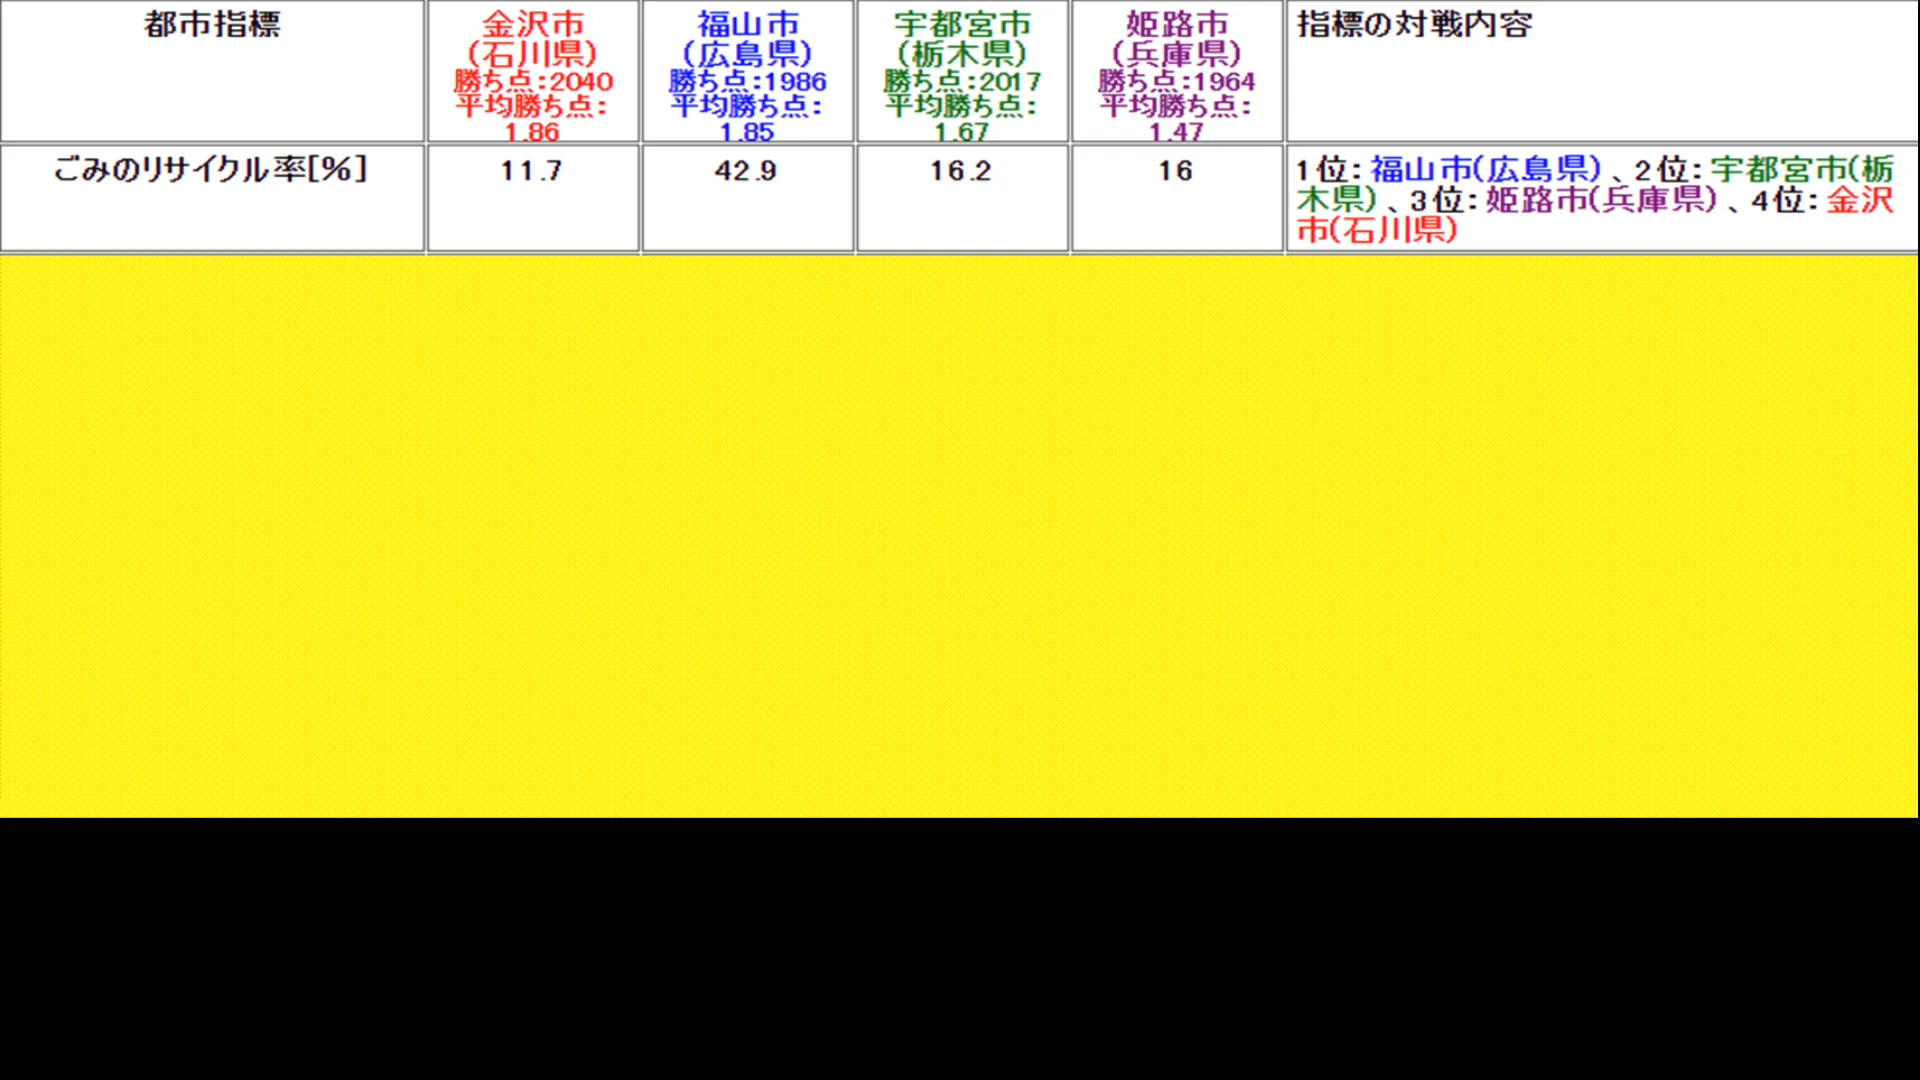 都市指標
金沢市
(石川県)
勝ち点:2040
平均勝ち点:
1.86
福山市
(広島県)
勝ち点:1986
平均勝ち点:
1.85
宇都宮市
(栃木県)
勝ち点:2017
平均勝ち点:
1.67
姫路市
(兵庫県)
勝ち点:1964
平均勝ち点:
1.47
指標の対戦内容
ごみのリサイクル率[%]
11.7
42.9
16.2
16
1位: 福山市(広島県) 、2位: 宇都宮市(栃
木県) 、3位: 姫路市(兵庫県) 、4位: 金沢
市(石川県)